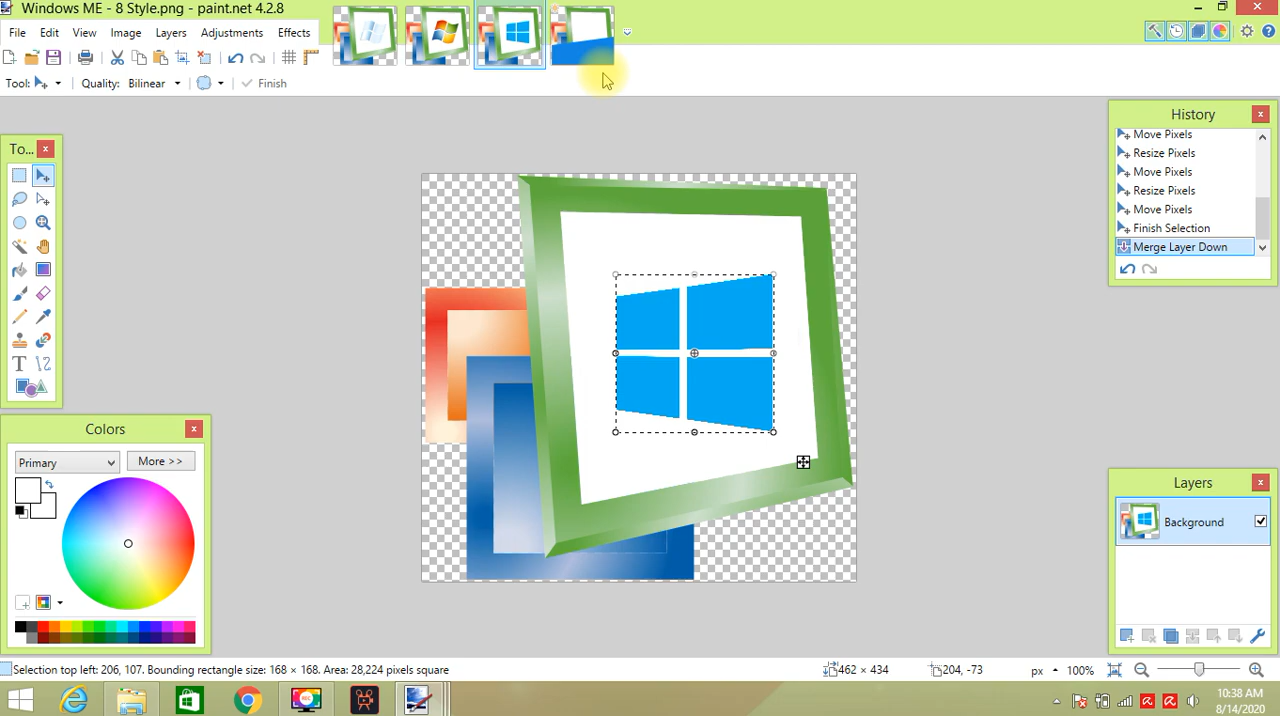 Windows ME - 8 Style.png - paint.net 4.2.8
File Edit View Image Layers Adjustments Effects
Tool: Quality: Bilinear Finish
History
Move Pixels
Resize Pixels
Move Pixels
Resize Pixels
Move Pixels
Finish Selection
Merge Layer Down
To...
Colors
Primary More >>
Layers
Background
Selection top left: 206, 107. Bounding rectangle size: 168 × 168. Area: 28,224 pixels square
462 × 434 204, -73 px 100%
REC
10:38 AM
8/14/2020